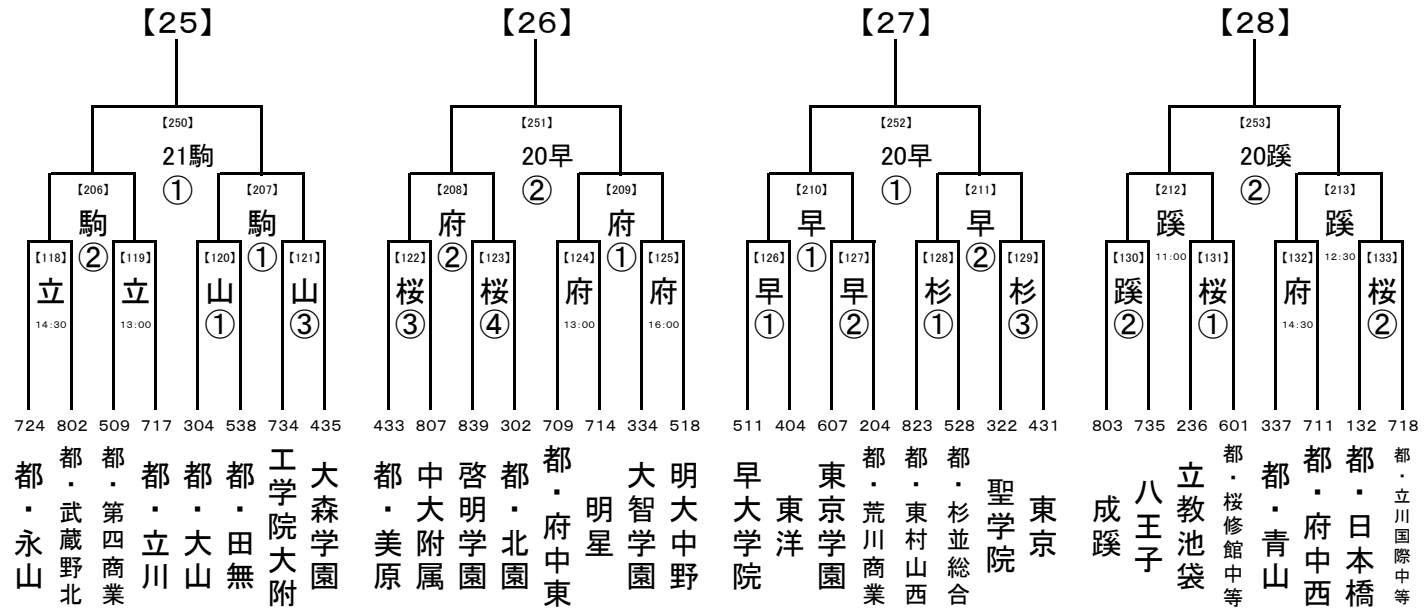 【25】 【26】 【27】 【28】
【250】 【251】 【252】 【253】
21駒 20早 20早 20蹊
① ② ① ②
【206】 【207】 【208】 【209】 【210】 【211】 【212】 【213】
駒 駒 府 府 早 早 蹊 蹊
② ① ② ① ① ② 11:00 12:30
【118】 【119】 【120】 【121】 【122】 【123】 【124】 【125】 【126】 【127】 【128】 【129】 【130】 【131】 【132】 【133】
立 立 山 山 桜 桜 府 府 早 早 杉 杉 蹊 桜 府 桜
14:30 13:00 ① ③ ③ ④ 13:00 16:00 ① ② ① ③ ② ① 14:30 ②
724 802 509 717 304 538 734 435 433 807 839 302 709 714 334 518 511 404 607 204 823 528 322 431 803 735 236 601 337 711 132 718
都・永山
都・武蔵野北
都・第四商業
都・立川
都・大山
都・田無
工学院大附
大森学園
都・美原
中大附属
啓明学園
都・北園
都・府中東
明星
大智学園
明大中野
早大学院
東洋
東京学園
都・荒川商業
都・東村山西
都・杉並総合
聖学院
東京
成蹊
八王子
立教池袋
都・桜修館中等
都・青山
都・府中西
都・日本橋
都・立川国際中等